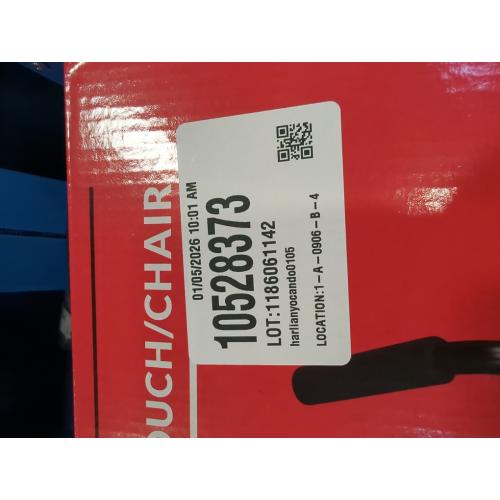 OUCH/CHAIR
01/05/2026 10:01 AM
10528373
LOT:1186061142
harlianyocando0105
LOCATION:1-A-0906-B-4